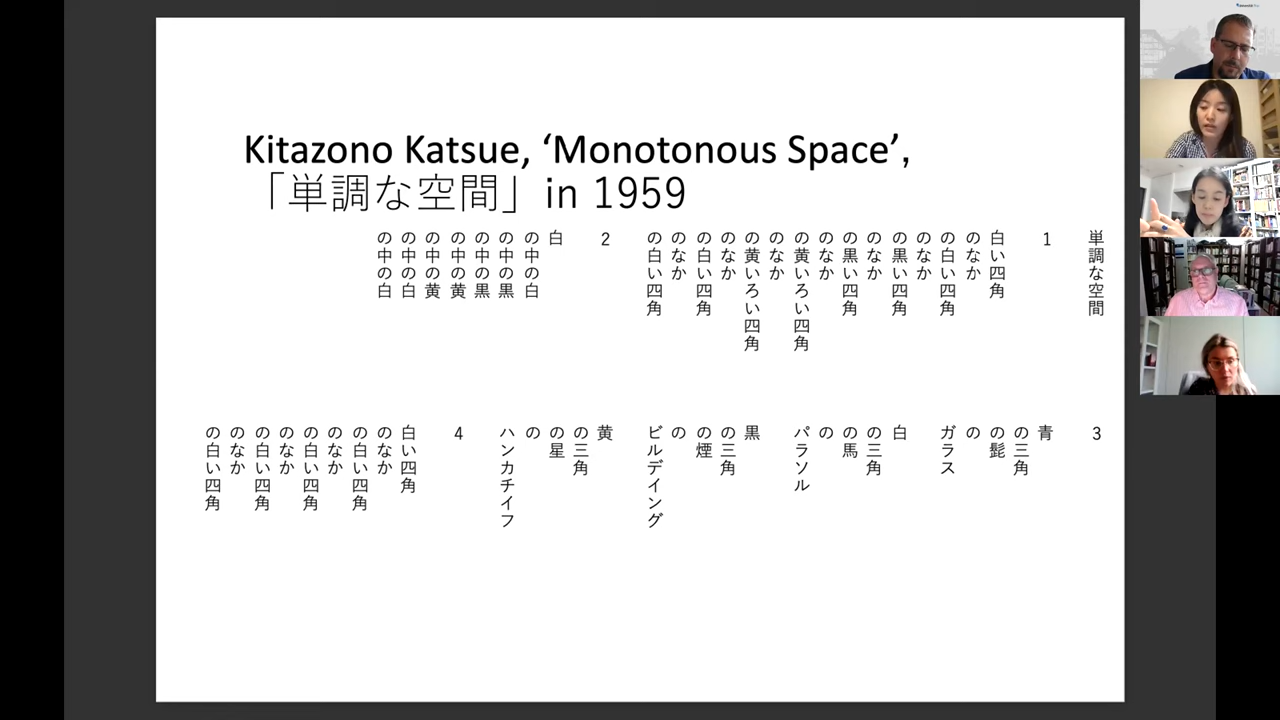 Kitazono Katsue, ‘Monotonous Space’,
「単調な空間」 in 1959
単調な空間
1
白い四角
のなか
の白い四角
のなか
の黒い四角
のなか
の黒い四角
のなか
の黄いろい四角
のなか
の黄いろい四角
のなか
の白い四角
のなか
の白い四角
2
白
の中の白
の中の黒
の中の黒
の中の黄
の中の黄
の中の白
の中の白
3
青
の三角
の髭
の
ガラス
白
の三角
の馬
の
パラソル
黒
の三角
の煙
の
ビルデイング
黄
の三角
の星
の
ハンカチイフ
4
白い四角
のなか
の白い四角
のなか
の白い四角
のなか
の白い四角
のなか
の白い四角